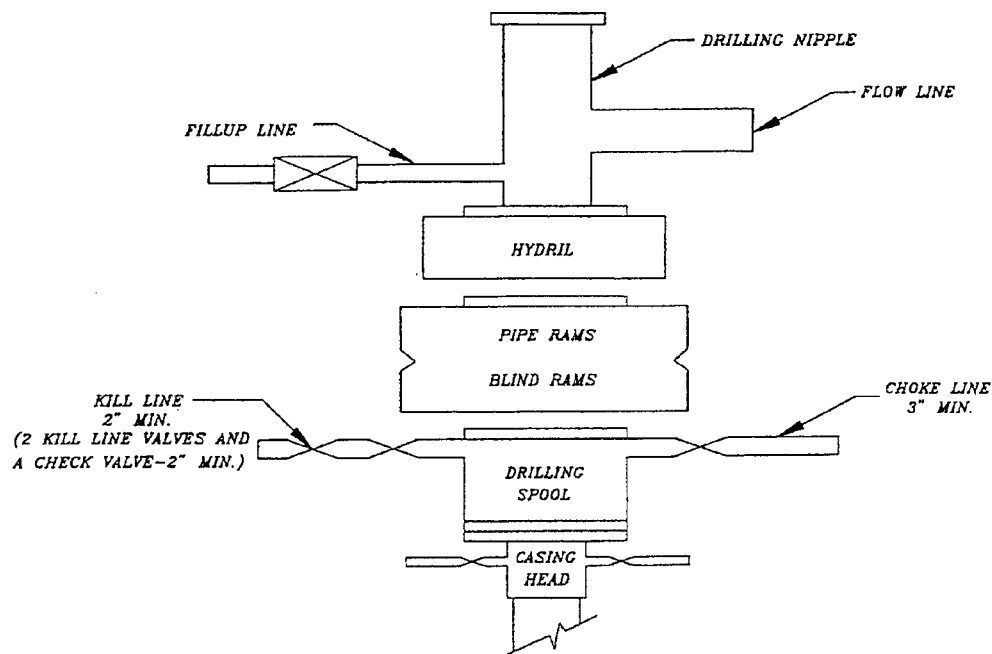 DRILLING NIPPLE
FLOW LINE
FILLUP LINE
HYDRIL
PIPE RAMS
BLIND RAMS
KILL LINE
2" MIN.
(2 KILL LINE VALVES AND
A CHECK VALVE-2" MIN.)
CHOKE LINE
3" MIN.
DRILLING
SPOOL
CASING
HEAD